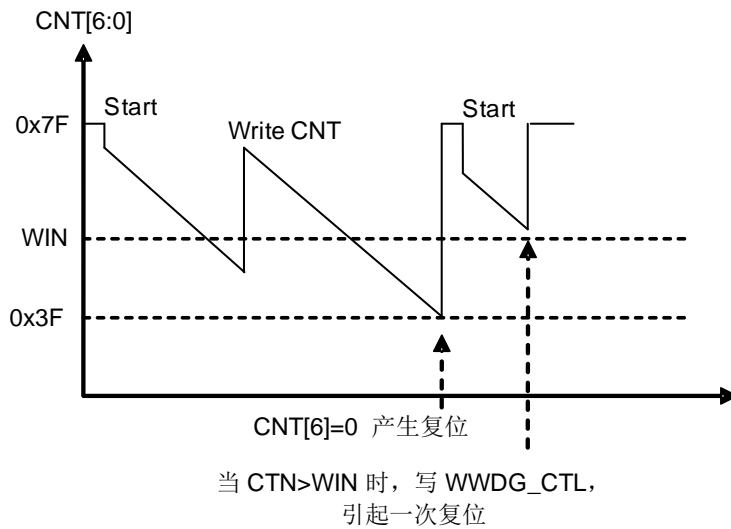 CNT[6:0]
Start
Start
0x7F
Write CNT
WIN
0x3F
CNT[6]=0 产生复位
当 CTN>WIN 时，写 WWDG_CTL，
引起一次复位